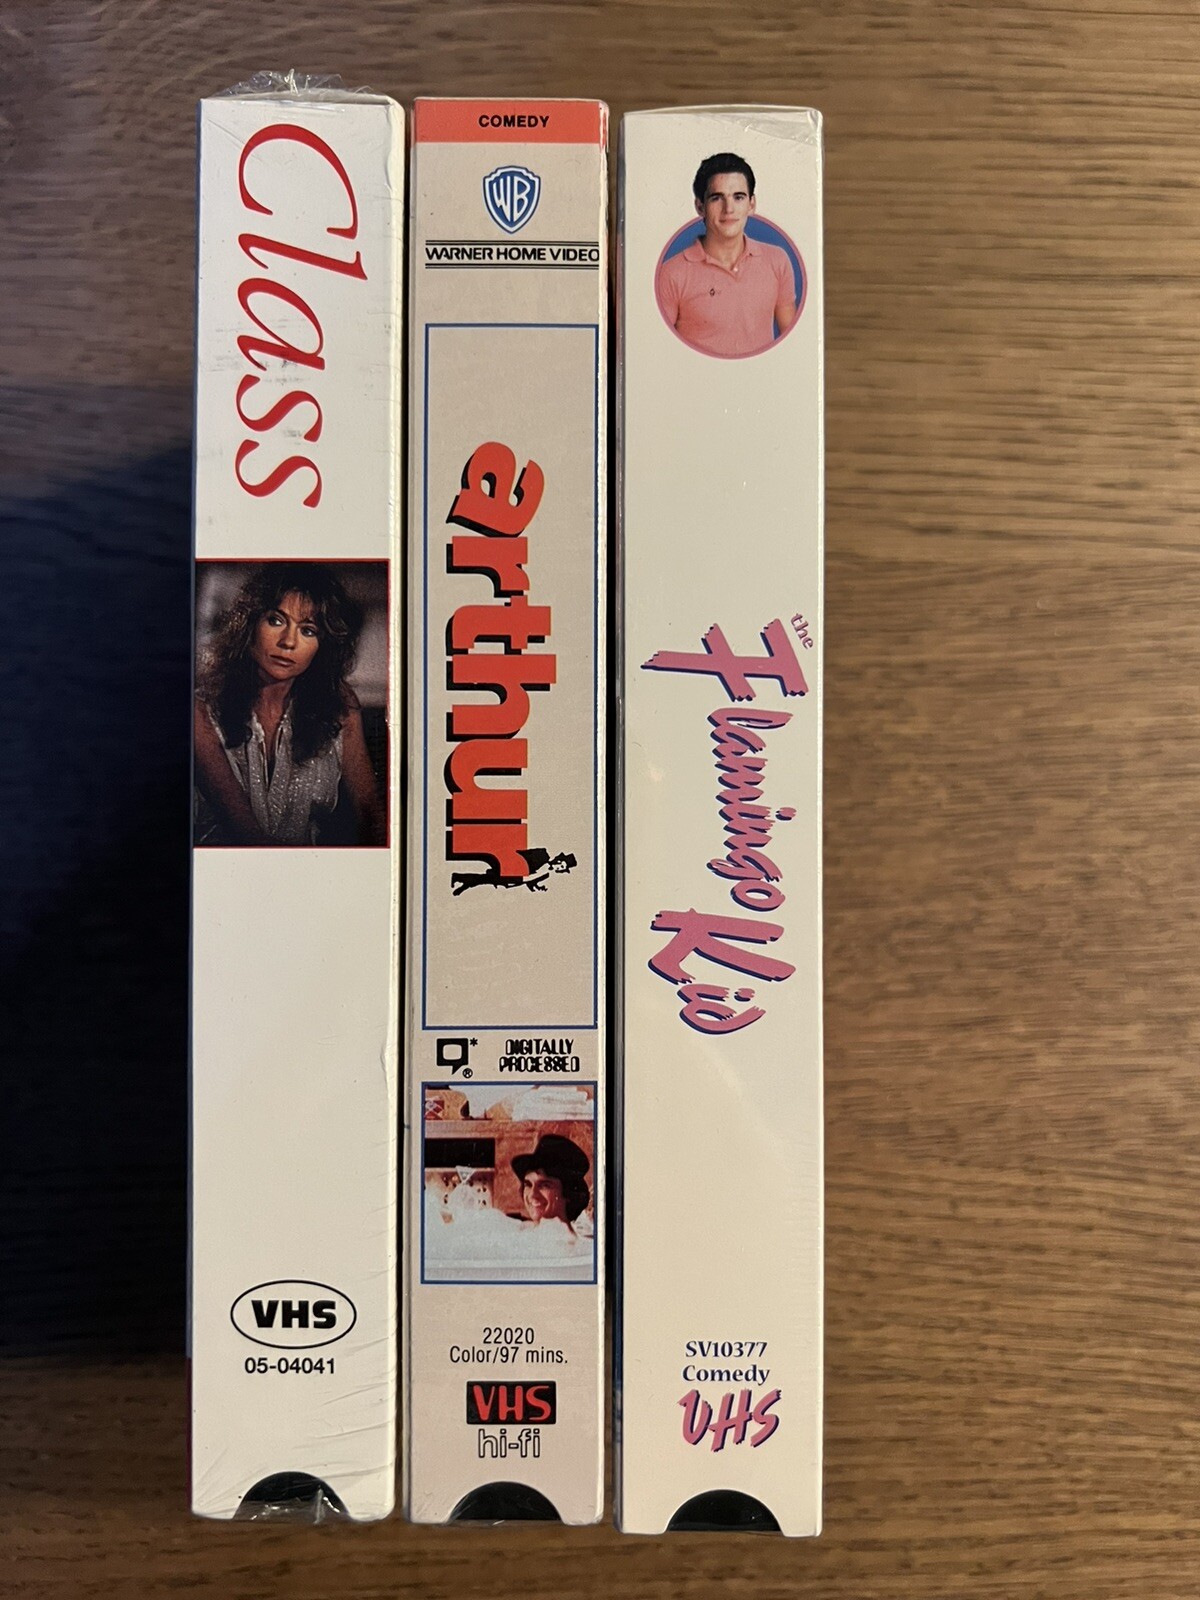 Class
VHS
05-04041
COMEDY
WB
WARNER HOME VIDEO
arthur
DIGITALLY
PROCESSED
22020
Color/97 mins.
VHS
hi-fi
the
Flamingo Kid
SV10377
Comedy
VHS